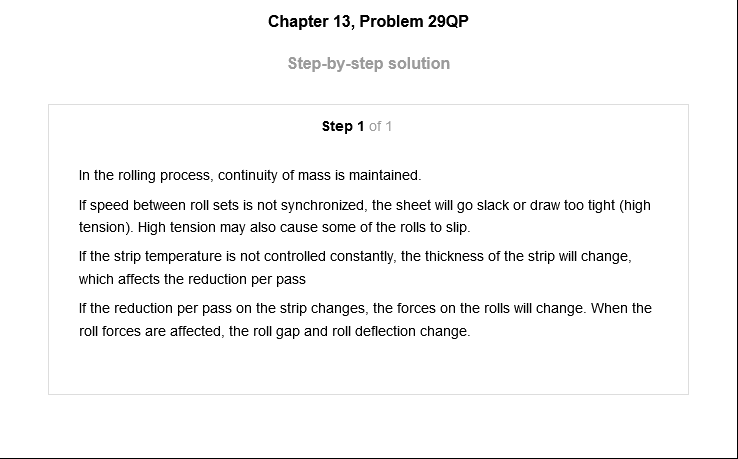 Chapter 13, Problem 29QP
Step-by-step solution
Step 1 of 1
In the rolling process, continuity of mass is maintained.
If speed between roll sets is not synchronized, the sheet will go slack or draw too tight (high
tension). High tension may also cause some of the rolls to slip.
If the strip temperature is not controlled constantly, the thickness of the strip will change,
which affects the reduction per pass
If the reduction per pass on the strip changes, the forces on the rolls will change. When the
roll forces are affected, the roll gap and roll deflection change.